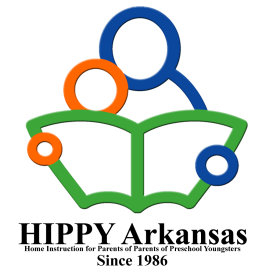 HIPPY Arkansas
Home Instruction for Parents of Parents of Preschool Youngsters
Since 1986